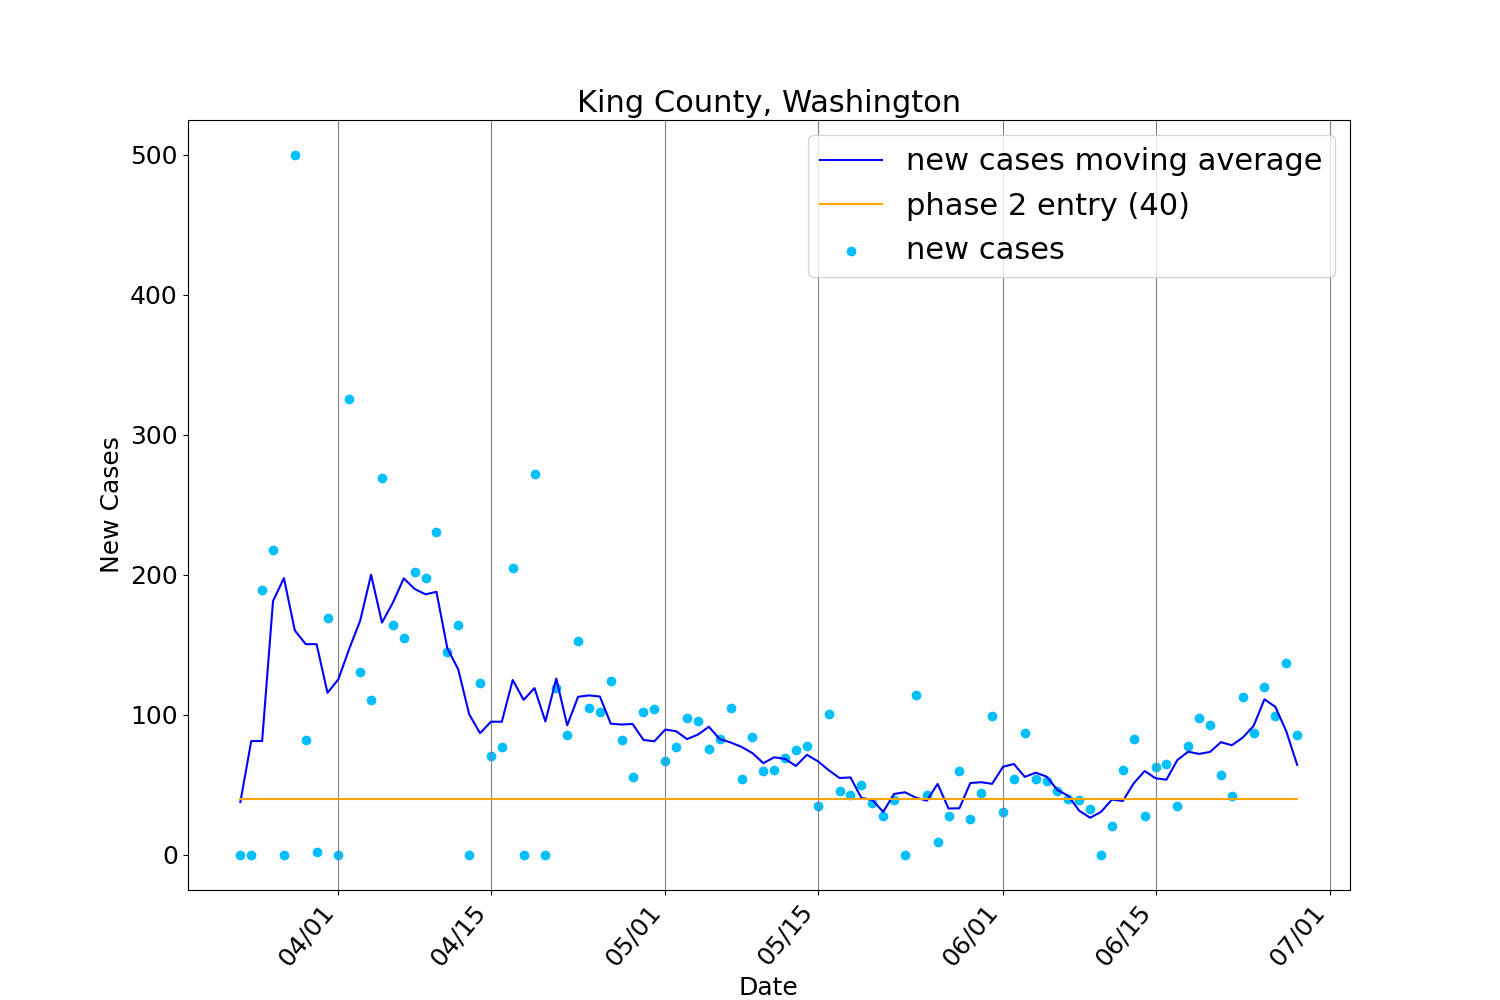 King County, Washington
new cases moving average
phase 2 entry (40)
new cases
500
400
300
200
100
0
New Cases
04/01
04/15
05/01
05/15
06/01
06/15
07/01
Date